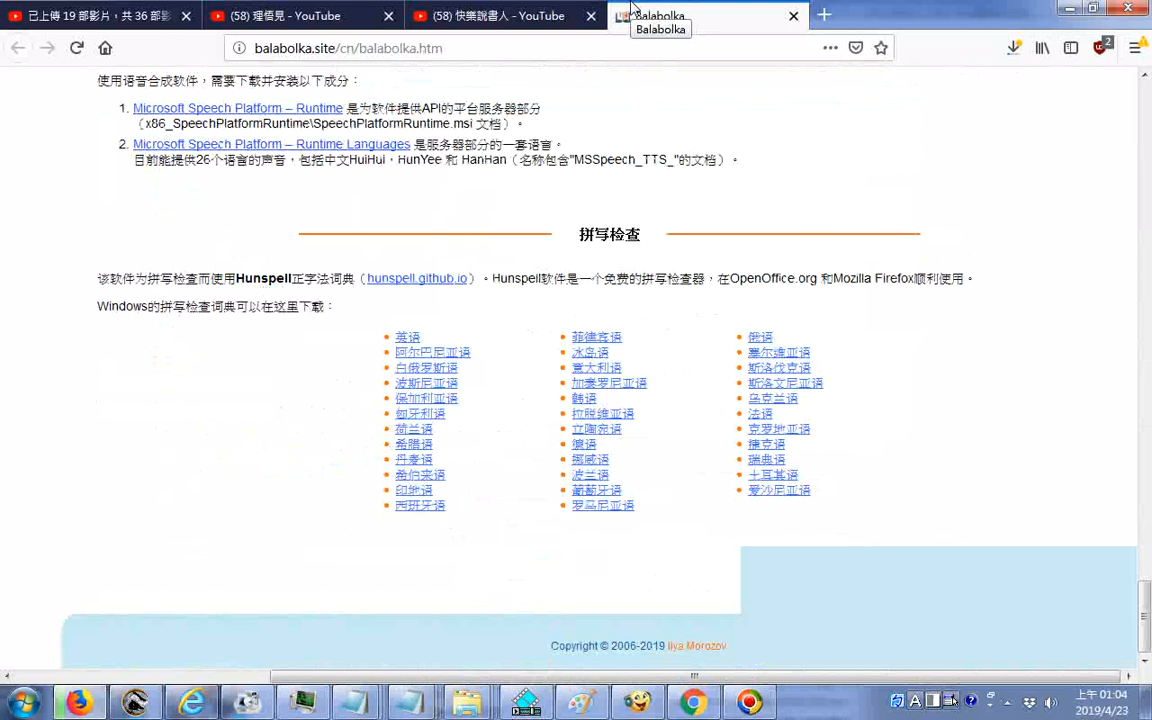 已上傳 19 部影片，共 36 部影
(58) 理悟見 - YouTube
(58) 快樂說書人 - YouTube
Balabolka
Balabolka
balabolka.site/cn/balabolka.htm
2
使用语音合成软件，需要下载并安装以下成分：
1. Microsoft Speech Platform – Runtime 是为软件提供API的平台服务器部分
（x86_SpeechPlatformRuntime\SpeechPlatformRuntime.msi 文档）。
2. Microsoft Speech Platform – Runtime Languages 是服务器部分的一套语言。
目前能提供26个语言的声音，包括中文HuiHui，HunYee 和 HanHan（名称包含"MSSpeech_TTS_"的文档）。
拼写检查
该软件为拼写检查而使用Hunspell正字法词典（hunspell.github.io）。Hunspell软件是一个免费的拼写检查器，在OpenOffice.org 和Mozilla Firefox顺利使用。
Windows的拼写检查词典可以在这里下载：
英语
阿尔巴尼亚语
白俄罗斯语
波斯尼亚语
保加利亚语
匈牙利语
荷兰语
希腊语
丹麦语
希伯来语
印地语
西班牙语
菲律宾语
冰岛语
意大利语
加泰罗尼亚语
韩语
拉脱维亚语
立陶宛语
德语
挪威语
波兰语
葡萄牙语
罗马尼亚语
俄语
塞尔维亚语
斯洛伐克语
斯洛文尼亚语
乌克兰语
法语
克罗地亚语
捷克语
瑞典语
土耳其语
爱沙尼亚语
Copyright © 2006-2019 Ilya Morozov
上午 01:04
2019/4/23